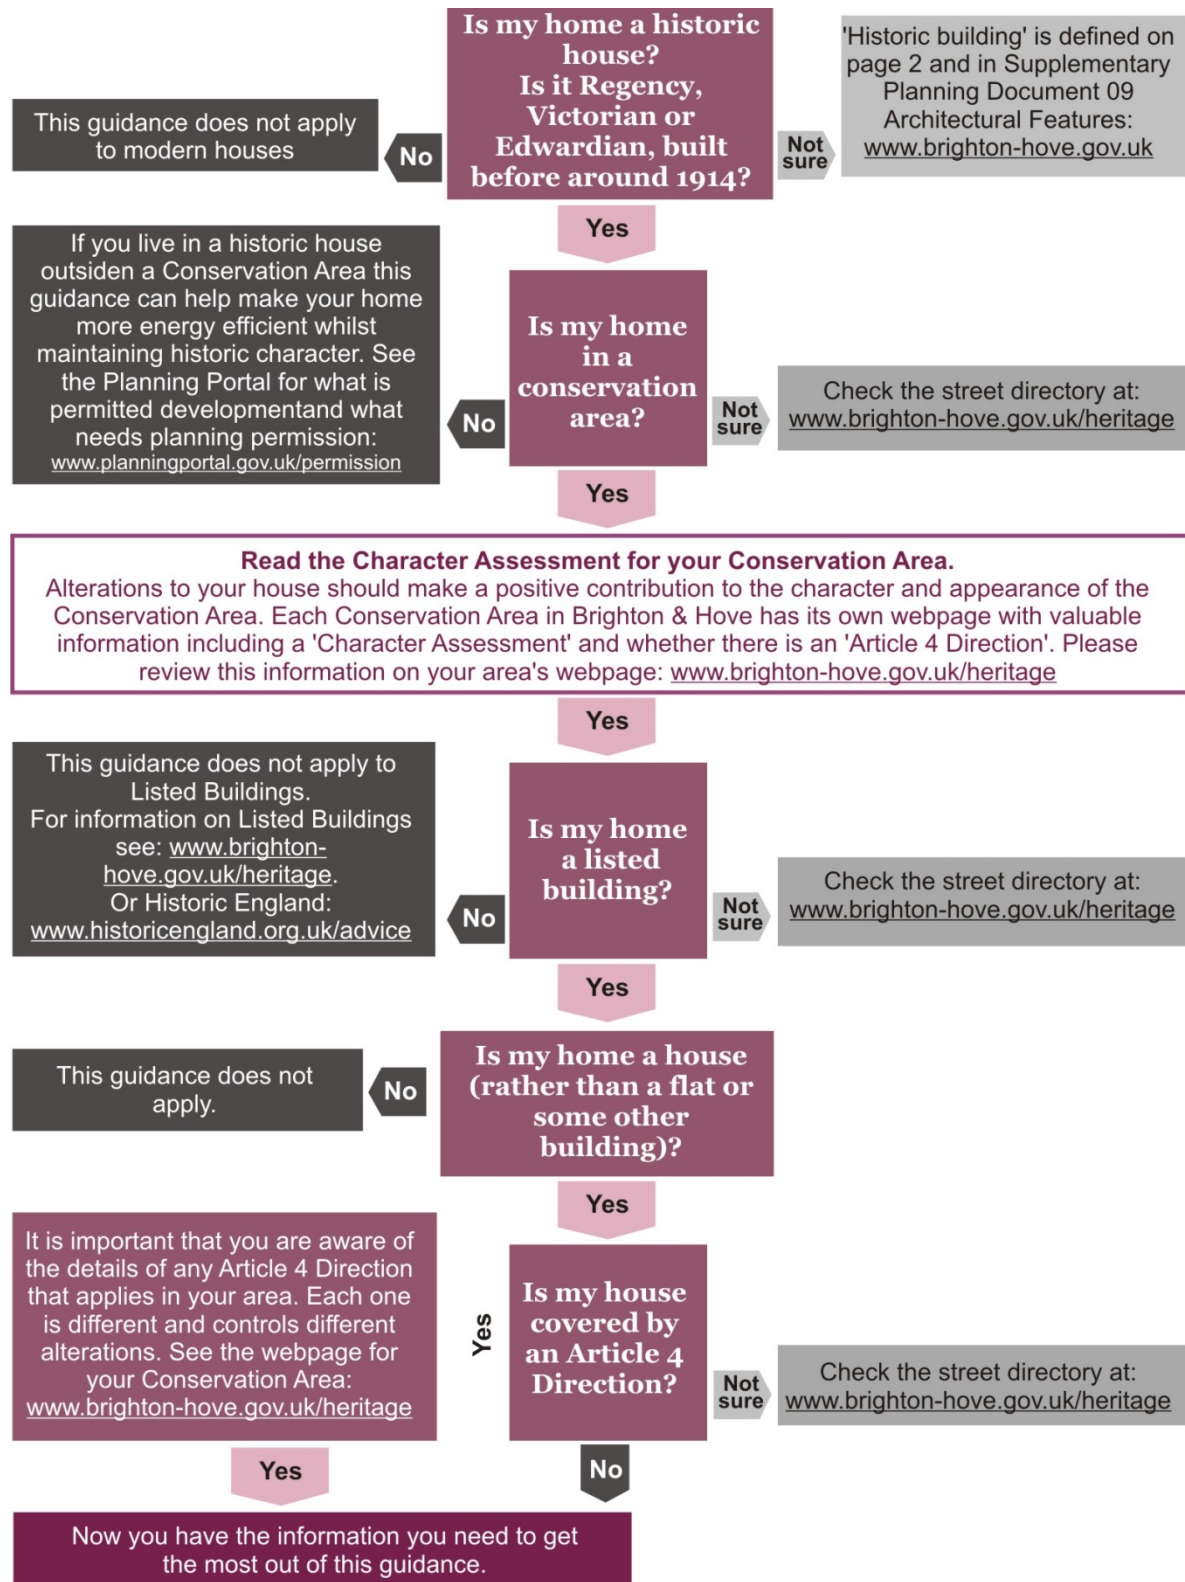 Is my home a historic
house?
Is it Regency,
Victorian or
Edwardian, built
before around 1914?
This guidance does not apply
to modern houses
No
Not
sure
'Historic building' is defined on
page 2 and in Supplementary
Planning Document 09
Architectural Features:
www.brighton-hove.gov.uk
Yes
If you live in a historic house
outsiden a Conservation Area this
guidance can help make your home
more energy efficient whilst
maintaining historic character. See
the Planning Portal for what is
permitted developmentand what
needs planning permission:
www.planningportal.gov.uk/permission
No
Is my home
in a
conservation
area?
Not
sure
Check the street directory at:
www.brighton-hove.gov.uk/heritage
Yes
Read the Character Assessment for your Conservation Area.
Alterations to your house should make a positive contribution to the character and appearance of the
Conservation Area. Each Conservation Area in Brighton & Hove has its own webpage with valuable
information including a 'Character Assessment' and whether there is an 'Article 4 Direction'. Please
review this information on your area's webpage: www.brighton-hove.gov.uk/heritage
Yes
This guidance does not apply to
Listed Buildings.
For information on Listed Buildings
see: www.brighton-
hove.gov.uk/heritage.
Or Historic England:
www.historicengland.org.uk/advice
No
Is my home
a listed
building?
Not
sure
Check the street directory at:
www.brighton-hove.gov.uk/heritage
Yes
This guidance does not
apply.
No
Is my home a house
(rather than a flat or
some other
building)?
Yes
It is important that you are aware of
the details of any Article 4 Direction
that applies in your area. Each one
is different and controls different
alterations. See the webpage for
your Conservation Area:
www.brighton-hove.gov.uk/heritage
Yes
Is my house
covered by
an Article 4
Direction?
Not
sure
Check the street directory at:
www.brighton-hove.gov.uk/heritage
Yes
No
Now you have the information you need to get
the most out of this guidance.